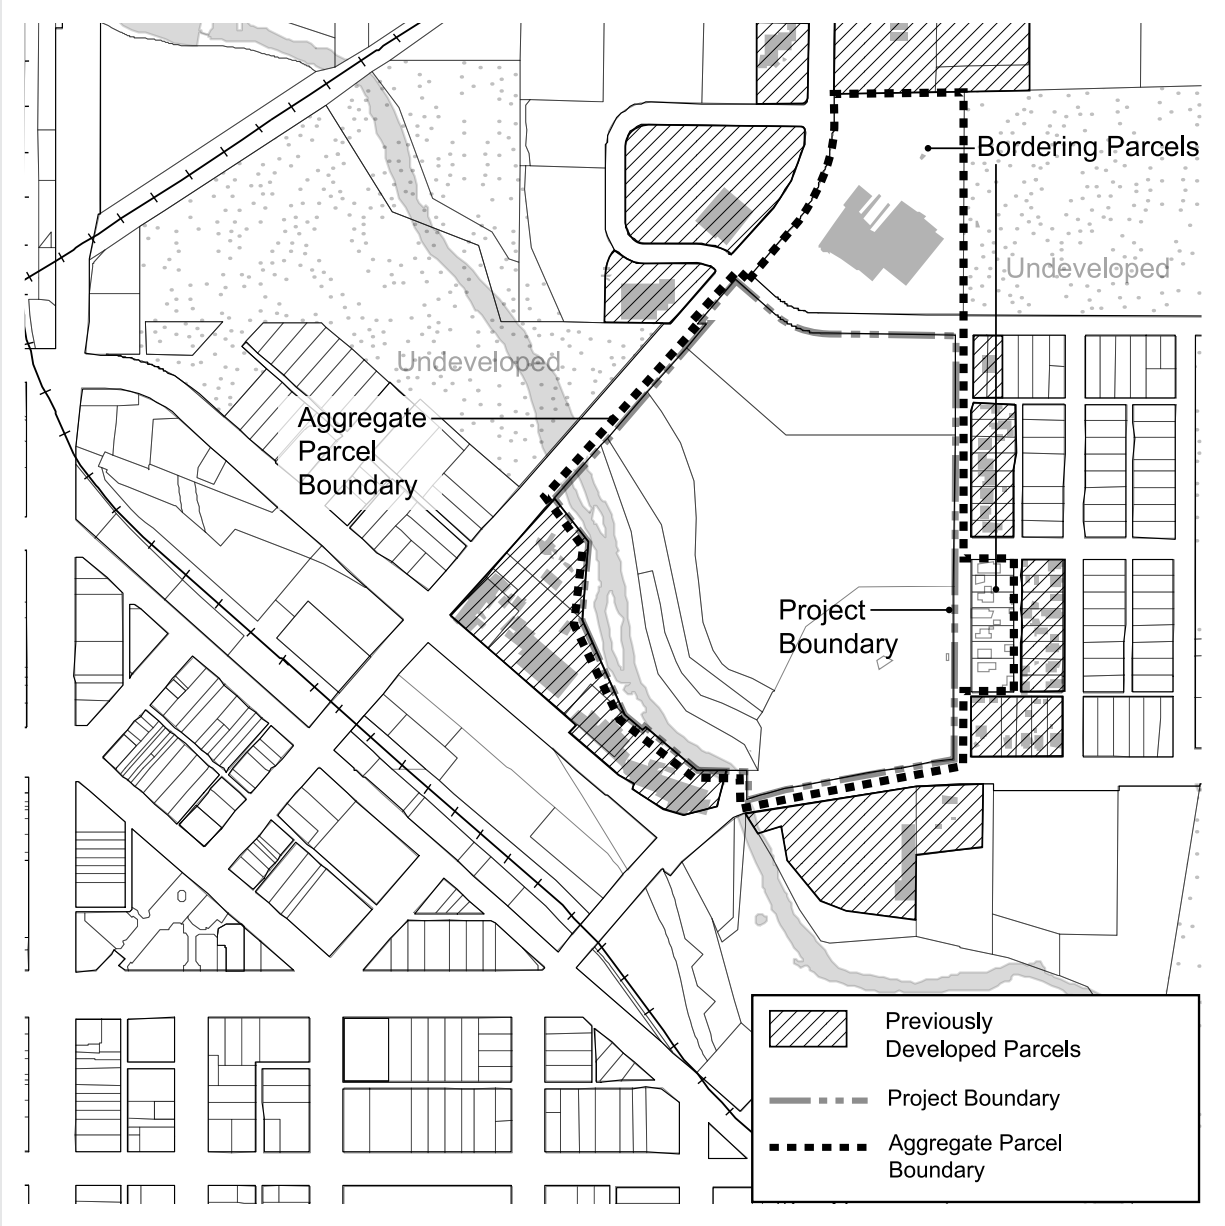 Bordering Parcels
Undeveloped
Undeveloped
Aggregate
Parcel
Boundary
Project
Boundary
Previously
Developed Parcels
Project Boundary
Aggregate Parcel
Boundary